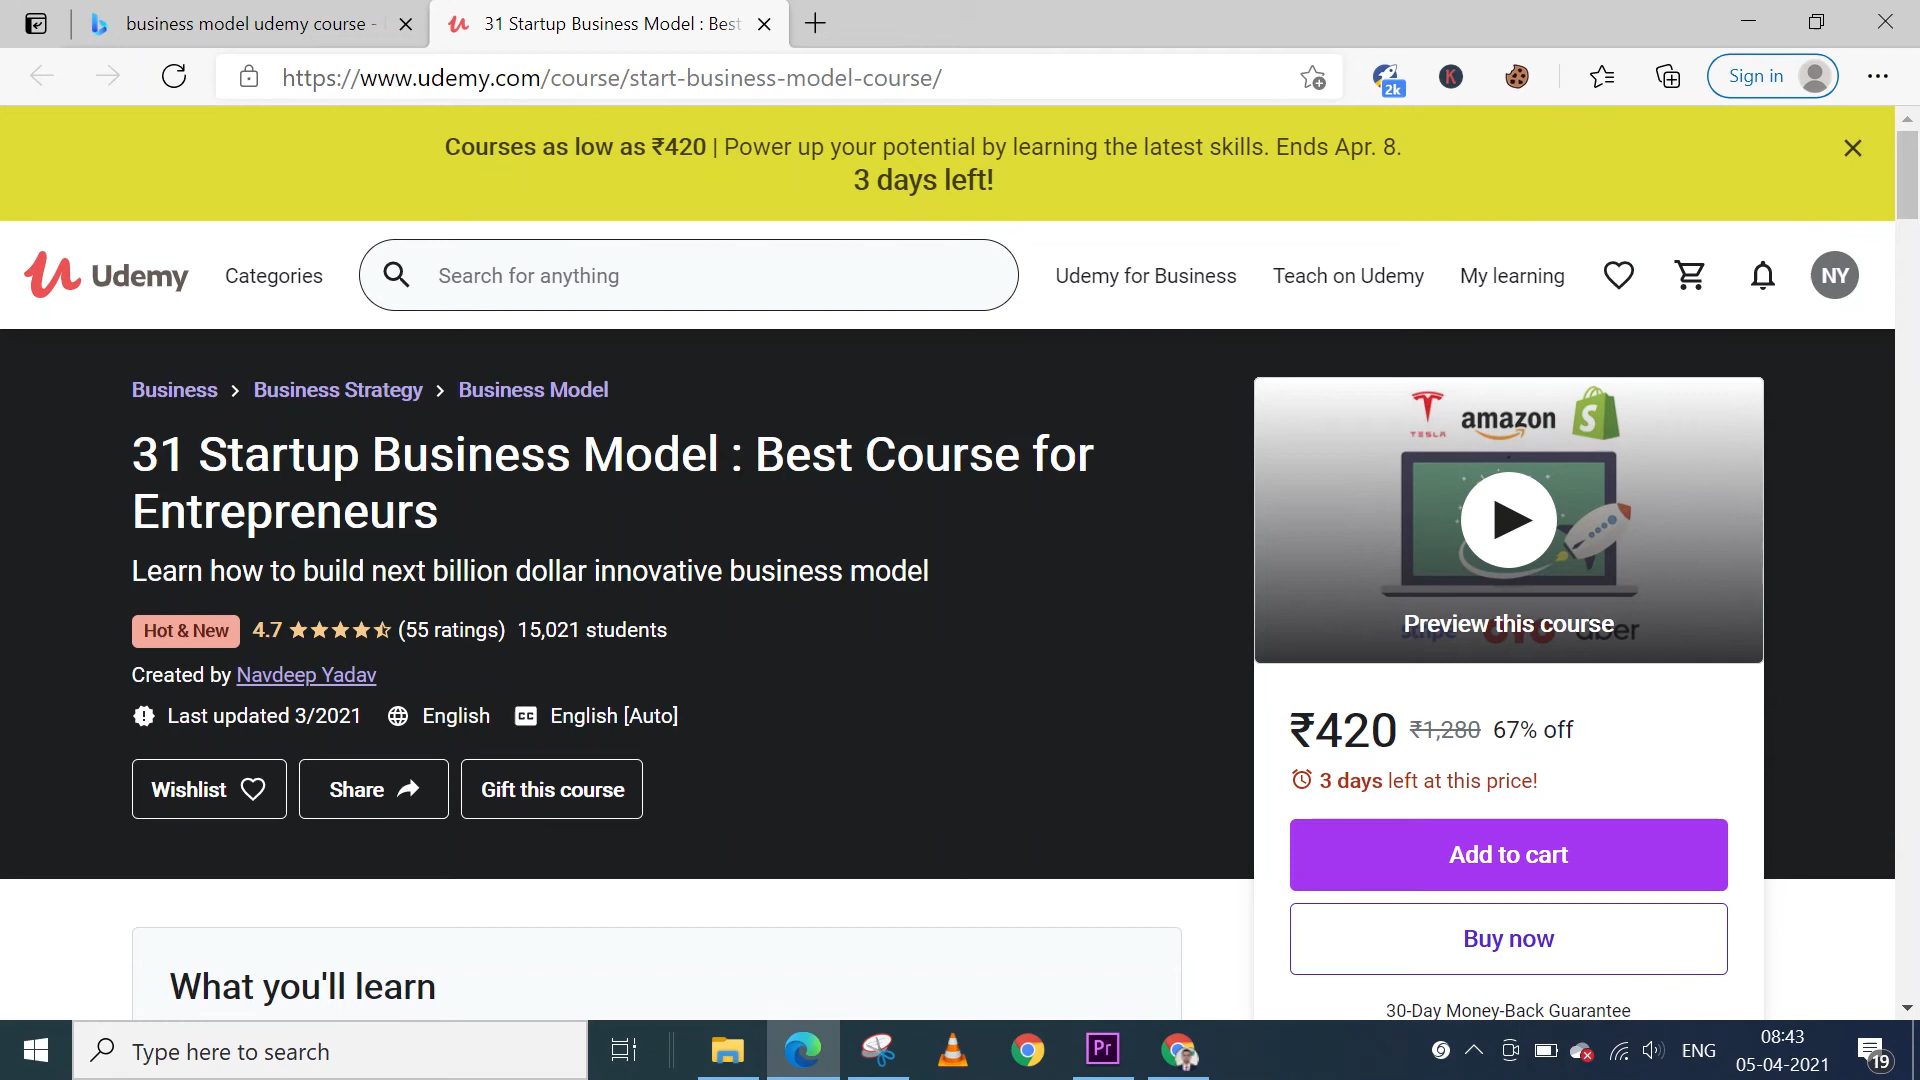 business model udemy course -
31 Startup Business Model : Best
https://www.udemy.com/course/start-business-model-course/
2k
K
Sign in
Courses as low as ₹420 | Power up your potential by learning the latest skills. Ends Apr. 8.
3 days left!
Udemy
Categories
Search for anything
Udemy for Business
Teach on Udemy
My learning
NY
Business > Business Strategy > Business Model
31 Startup Business Model : Best Course for
Entrepreneurs
Learn how to build next billion dollar innovative business model
Hot & New 4.7 (55 ratings) 15,021 students
Created by Navdeep Yadav
Last updated 3/2021 English CC English [Auto]
Wishlist
Share
Gift this course
What you'll learn
TESLA
amazon
S
Preview this course
stripe OYO uber
₹420 ₹1,280 67% off
3 days left at this price!
Add to cart
Buy now
30-Day Money-Back Guarantee
Type here to search
Pr
ENG
08:43
05-04-2021
19